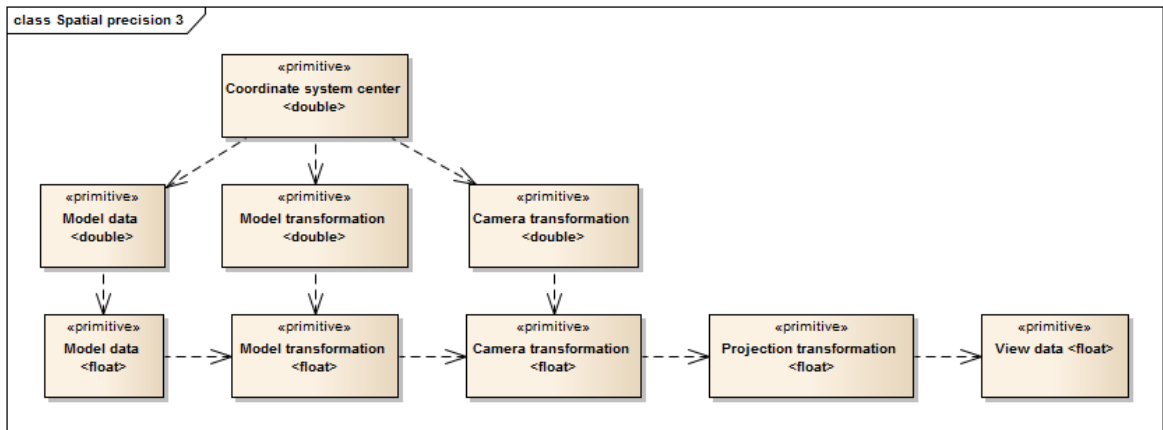 class Spatial precision 3
«primitive»
Coordinate system center
<double>
«primitive»
Model data
<double>
«primitive»
Model transformation
<double>
«primitive»
Camera transformation
<double>
«primitive»
Model data
<float>
«primitive»
Model transformation
<float>
«primitive»
Camera transformation
<float>
«primitive»
Projection transformation
<float>
«primitive»
View data <float>